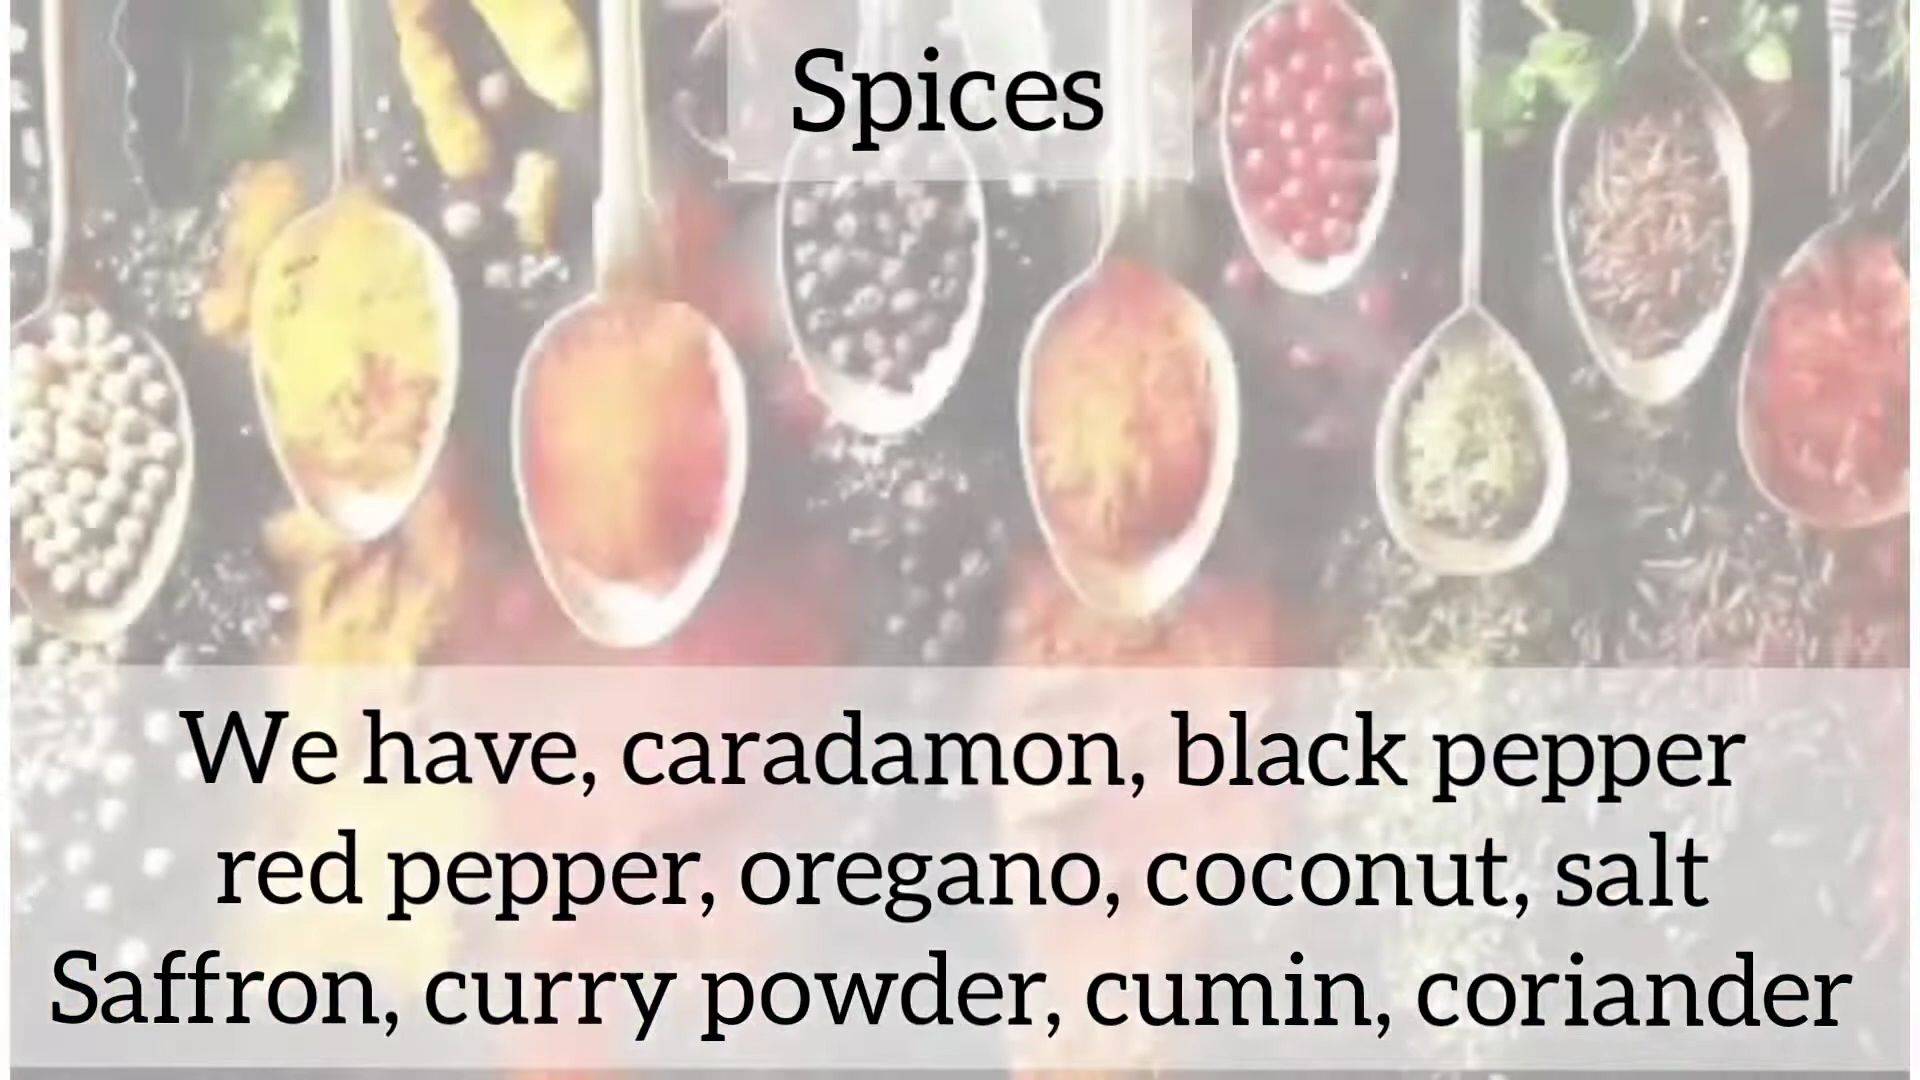 Spices
We have, caradamon, black pepper
red pepper, oregano, coconut, salt
Saffron, curry powder, cumin, coriander